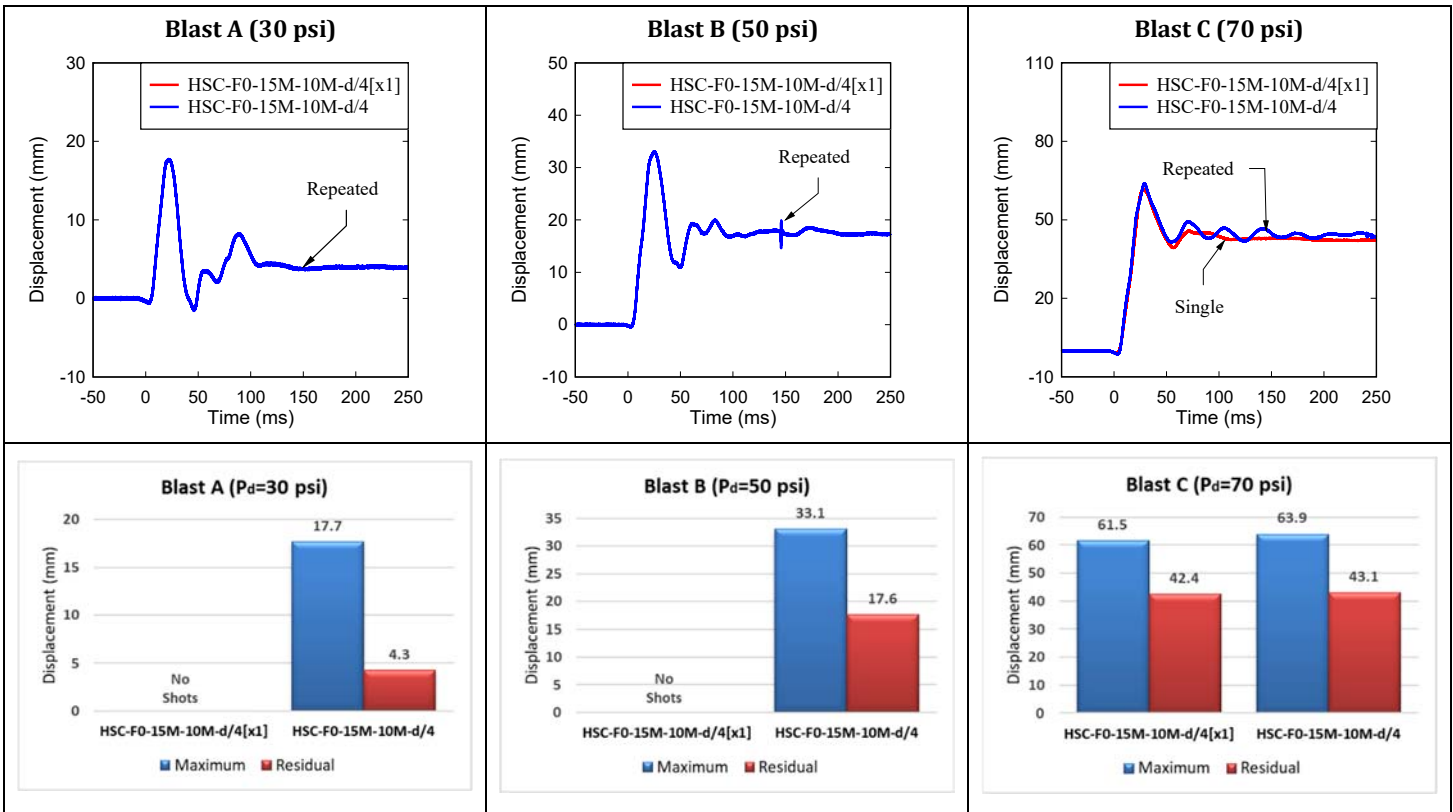 Blast A (30 psi)
30
20
10
0
-10
Displacement (mm)
HSC-F0-15M-10M-d/4[x1]
HSC-F0-15M-10M-d/4
Repeated
-50 0 50 100 150 200 250
Time (ms)
Blast B (50 psi)
50
40
30
20
10
0
-10
Displacement (mm)
HSC-F0-15M-10M-d/4[x1]
HSC-F0-15M-10M-d/4
Repeated
-50 0 50 100 150 200 250
Time (ms)
Blast C (70 psi)
110
80
50
20
-10
Displacement (mm)
HSC-F0-15M-10M-d/4[x1]
HSC-F0-15M-10M-d/4
Repeated
Single
-50 0 50 100 150 200 250
Time (ms)
Blast A (Pd=30 psi)
20
15
10
5
0
Displacement (mm)
17.7
4.3
No
Shots
HSC-F0-15M-10M-d/4[x1] HSC-F0-15M-10M-d/4
Maximum Residual
Blast B (Pd=50 psi)
35
30
25
20
15
10
5
0
Displacement (mm)
33.1
17.6
No
Shots
HSC-F0-15M-10M-d/4[x1] HSC-F0-15M-10M-d/4
Maximum Residual
Blast C (Pd=70 psi)
70
60
50
40
30
20
10
0
Displacement (mm)
61.5
42.4
63.9
43.1
HSC-F0-15M-10M-d/4[x1] HSC-F0-15M-10M-d/4
Maximum Residual